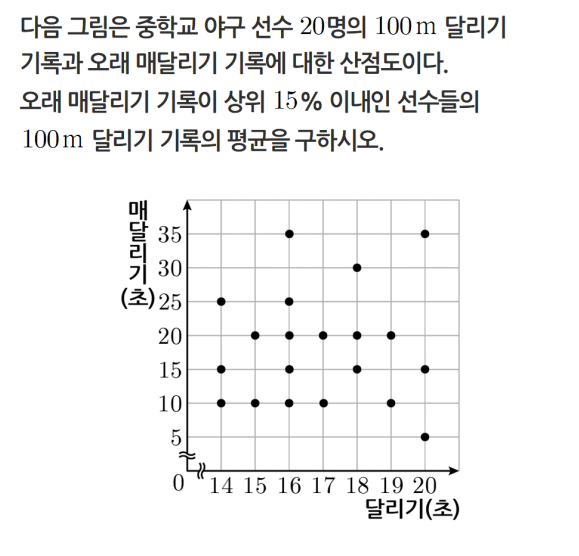 다음 그림은 중학교 야구 선수 20명의 100m 달리기
기록과 오래 매달리기 기록에 대한 산점도이다.
오래 매달리기 기록이 상위 15% 이내인 선수들의
100m 달리기 기록의 평균을 구하시오.
매달리기(초)
35
30
25
20
15
10
5
0 14 15 16 17 18 19 20
달리기(초)